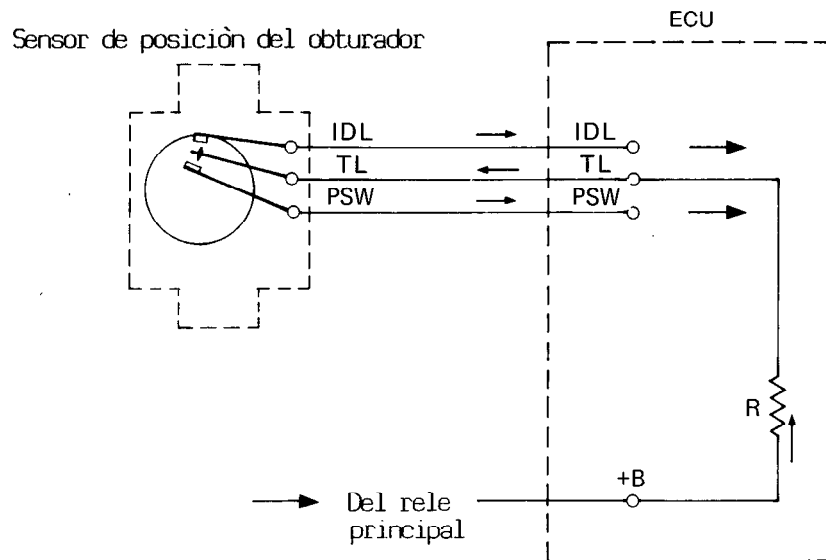 ECU
Sensor de posiciòn del obturador
IDL IDL
TL TL
PSW PSW
R
+B
Del rele
principal